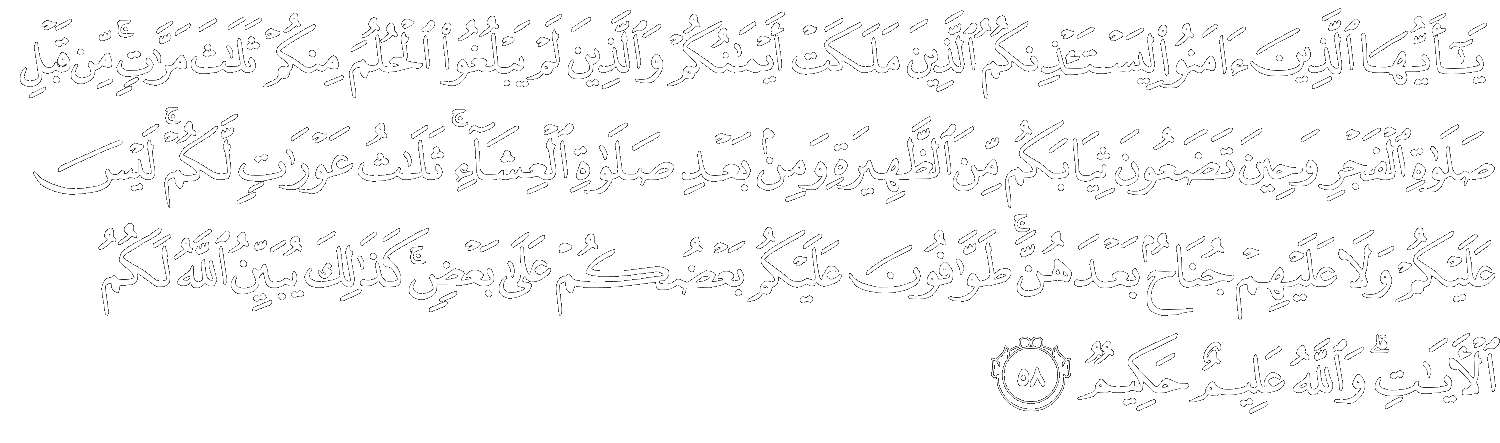 يَٰٓأَيُّهَا ٱلَّذِينَ ءَامَنُوا۟ لِيَسْتَـْٔذِنكُمُ ٱلَّذِينَ مَلَكَتْ أَيْمَٰنُكُمْ وَٱلَّذِينَ لَمْ يَبْلُغُوا۟ ٱلْحُلُمَ مِنكُمْ ثَلَٰثَ مَرَّٰتٍ ۚ مِّن قَبْلِ
صَلَوٰةِ ٱلْفَجْرِ وَحِينَ تَضَعُونَ ثِيَابَكُم مِّنَ ٱلظَّهِيرَةِ وَمِنۢ بَعْدِ صَلَوٰةِ ٱلْعِشَآءِ ۚ ثَلَٰثُ عَوْرَٰتٍ لَّكُمْ ۚ لَيْسَ
عَلَيْكُمْ وَلَا عَلَيْهِمْ جُنَاحٌۢ بَعْدَهُنَّ ۚ طَوَّٰفُونَ عَلَيْكُم بَعْضُكُمْ عَلَىٰ بَعْضٍ ۚ كَذَٰلِكَ يُبَيِّنُ ٱللَّهُ لَكُمُ
ٱلْءَايَٰتِ ۗ وَٱللَّهُ عَلِيمٌ حَكِيمٌ ٥٨